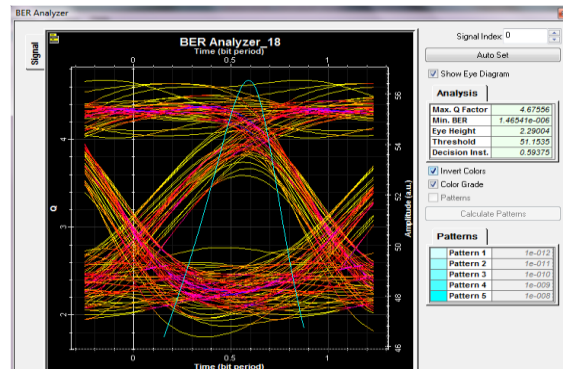 BER Analyzer
Signal
BER Analyzer_18
Time (bit period)
0 0.5 1
Q
4
3
2
Amplitude (a.u.)
56
54
52
50
48
46
0 0.5 1
Time (bit period)
Signal Index: 0
Auto Set
Show Eye Diagram
Analysis
Max. Q Factor 4.67556
Min. BER 1.46541e-006
Eye Height 2.29004
Threshold 51.1535
Decision Inst. 0.59375
Invert Colors
Color Grade
Patterns
Calculate Patterns
Patterns
Pattern 1 1e-012
Pattern 2 1e-011
Pattern 3 1e-010
Pattern 4 1e-009
Pattern 5 1e-008